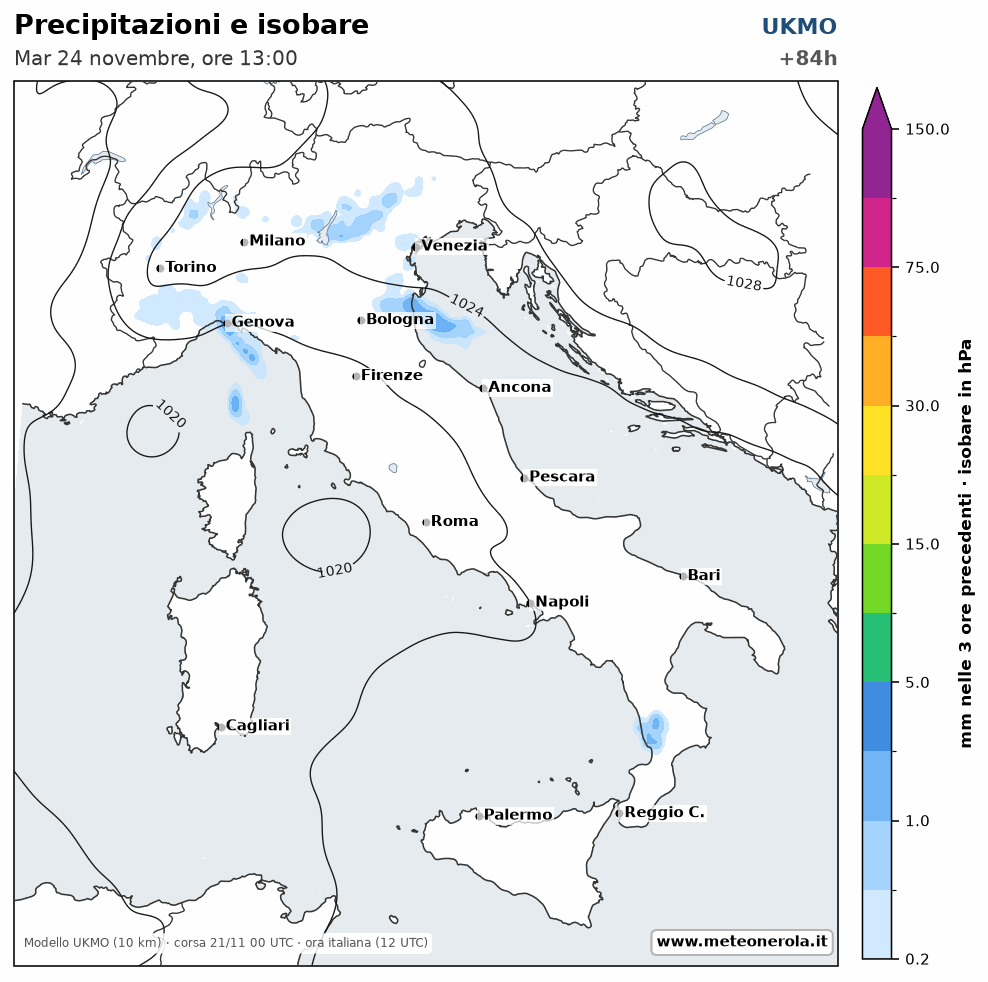 Precipitazioni e isobare
UKMO
Mar 24 novembre, ore 13:00
+84h
150.0
75.0
30.0
15.0
5.0
1.0
0.2
mm nelle 3 ore precedenti · isobare in hPa
Milano
Venezia
Torino
1028
1024
Genova
Bologna
Firenze
Ancona
1020
Pescara
Roma
1020
Bari
Napoli
Cagliari
Palermo
Reggio C.
Modello UKMO (10 km) · corsa 21/11 00 UTC · ora italiana (12 UTC)
www.meteonerola.it